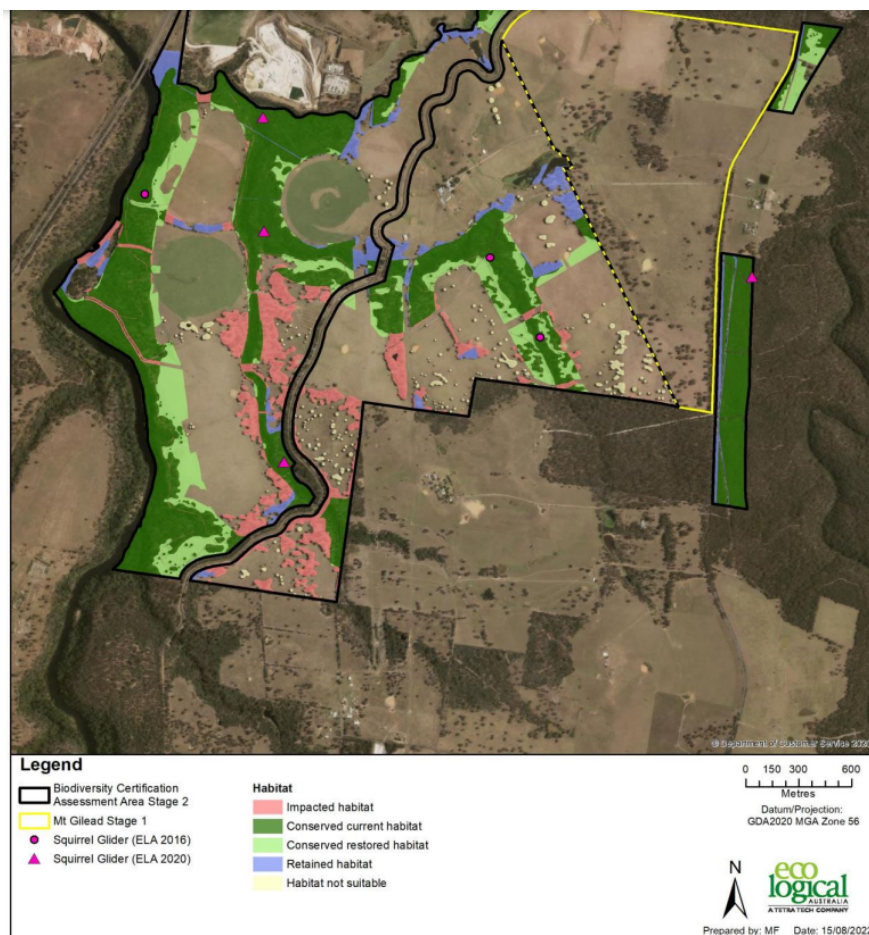 © Department of Customer Service 2020
Legend
Biodiversity Certification
Assessment Area Stage 2
Mt Gilead Stage 1
Squirrel Glider (ELA 2016)
Squirrel Glider (ELA 2020)
Habitat
Impacted habitat
Conserved current habitat
Conserved restored habitat
Retained habitat
Habitat not suitable
0 150 300 600
Metres
Datum/Projection:
GDA2020 MGA Zone 56
N
eco
logical
AUSTRALIA
A TETRA TECH COMPANY
Prepared by: MF Date: 15/08/2022